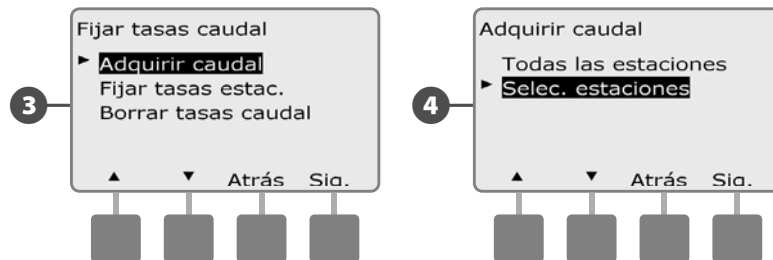 3
Fijar tasas caudal
► Adquirir caudal
Fijar tasas estac.
Borrar tasas caudal
▲ ▼ Atrás Sig.
4
Adquirir caudal
Todas las estaciones
► Selec. estaciones
▲ ▼ Atrás Sig.